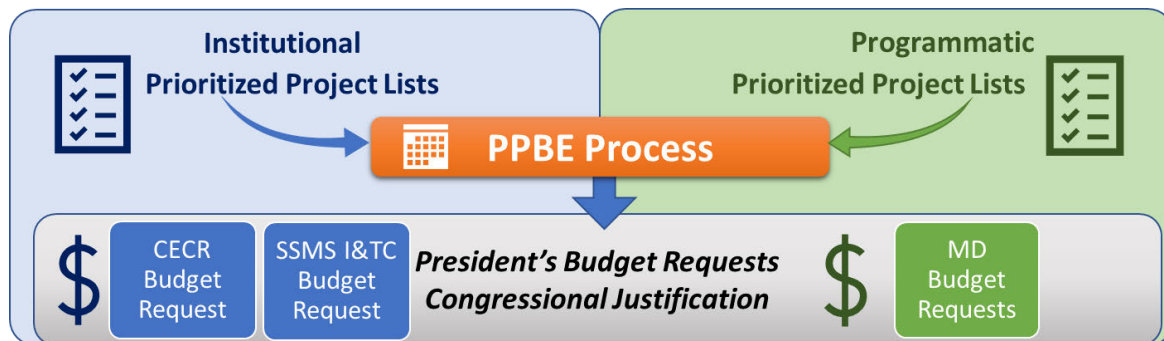 Institutional
Prioritized Project Lists
Programmatic
Prioritized Project Lists
PPBE Process
$
CECR
Budget
Request
SSMS I&TC
Budget
Request
President's Budget Requests
Congressional Justification
$
MD
Budget
Requests